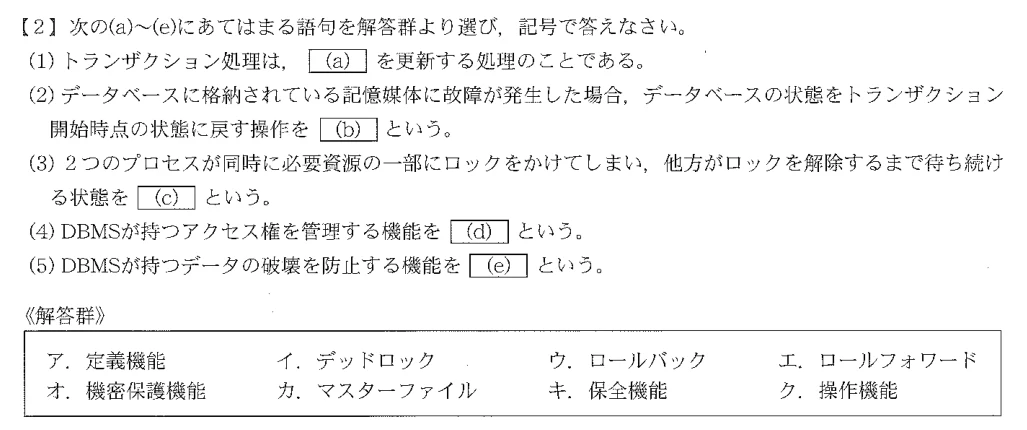 【2】次の(a)～(e)にあてはまる語句を解答群より選び，記号で答えなさい。
(1)トランザクション処理は， (a) を更新する処理のことである。
(2)データベースに格納されている記憶媒体に故障が発生した場合，データベースの状態をトランザクション
開始時点の状態に戻す操作を (b) という。
(3) 2つのプロセスが同時に必要資源の一部にロックをかけてしまい，他方がロックを解除するまで待ち続け
る状態を (c) という。
(4)DBMSが持つアクセス権を管理する機能を (d) という。
(5)DBMSが持つデータの破壊を防止する機能を (e) という。
《解答群》
ア．定義機能 イ．デッドロック ウ．ロールバック エ．ロールフォワード
オ．機密保護機能 カ．マスターファイル キ．保全機能 ク．操作機能